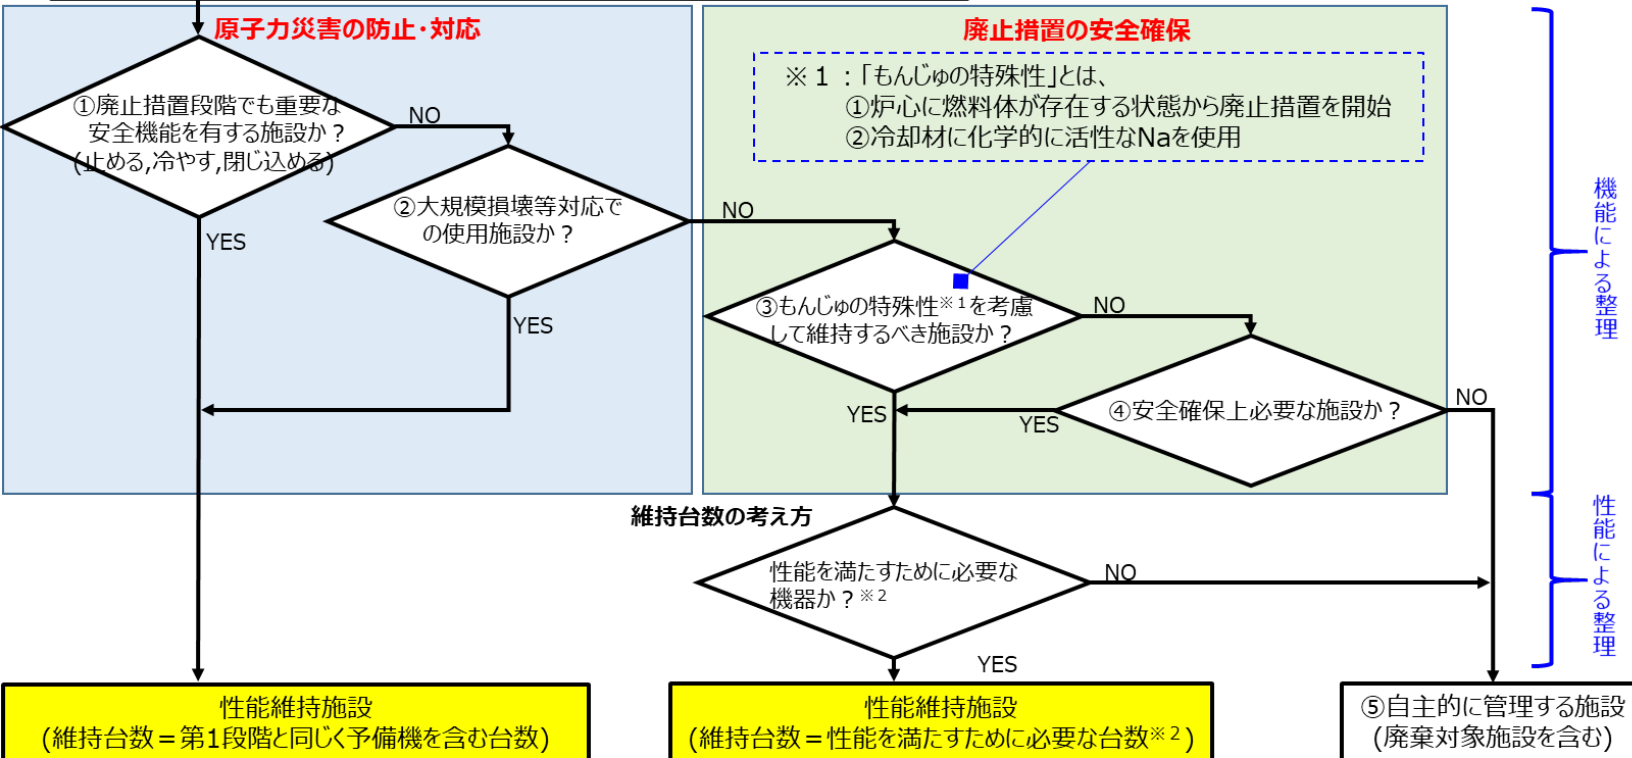 原子力災害の防止･対応
①廃止措置段階でも重要な
安全機能を有する施設か？
(止める,冷やす,閉じ込める)
NO
YES
②大規模損壊等対応で
の使用施設か？
NO
YES
廃止措置の安全確保
※１：｢もんじゅの特殊性｣とは、
①炉心に燃料体が存在する状態から廃止措置を開始
②冷却材に化学的に活性なNaを使用
③もんじゅの特殊性※１を考慮
して維持するべき施設か？
NO
YES
④安全確保上必要な施設か？
YES
NO
機能による整理
維持台数の考え方
性能を満たすために必要な
機器か？※２
NO
YES
性能による整理
性能維持施設
(維持台数＝第1段階と同じく予備機を含む台数)
性能維持施設
(維持台数＝性能を満たすために必要な台数※２)
⑤自主的に管理する施設
(廃棄対象施設を含む)